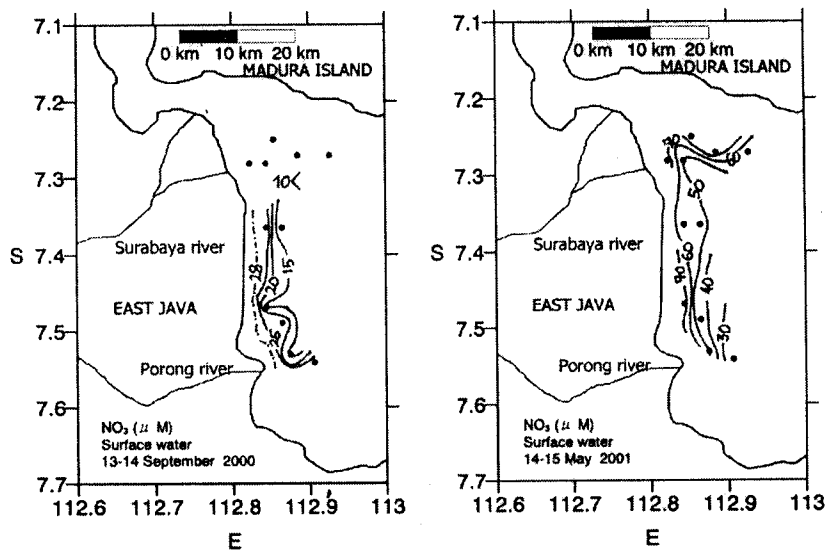 7.1
7.2
7.3
7.4
7.5
7.6
7.7
S
0 km 10 km 20 km
MADURA ISLAND
10<
28
20
15
25
Surabaya river
EAST JAVA
Porong river
NO₃ (μ M)
Surface water
13-14 September 2000
112.6 112.7 112.8 112.9 113
E
7.1
7.2
7.3
7.4
7.5
7.6
7.7
S
0 km 10 km 20 km
MADURA ISLAND
70
60
50
60
70
40
30
Surabaya river
EAST JAVA
Porong river
NO₃ (μ M)
Surface water
14-15 May 2001
112.6 112.7 112.8 112.9 113
E